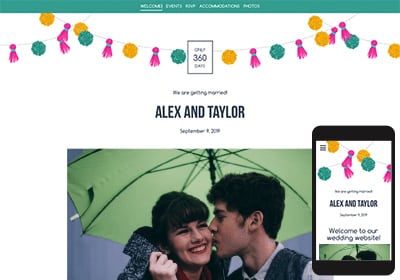 WELCOME! EVENTS RSVP ACCOMMODATIONS PHOTOS
ONLY
360
DAYS
We are getting married!
ALEX AND TAYLOR
September 9, 2019
We are getting married!
ALEX AND TAYLOR
September 9, 2019
Welcome to our
wedding website!